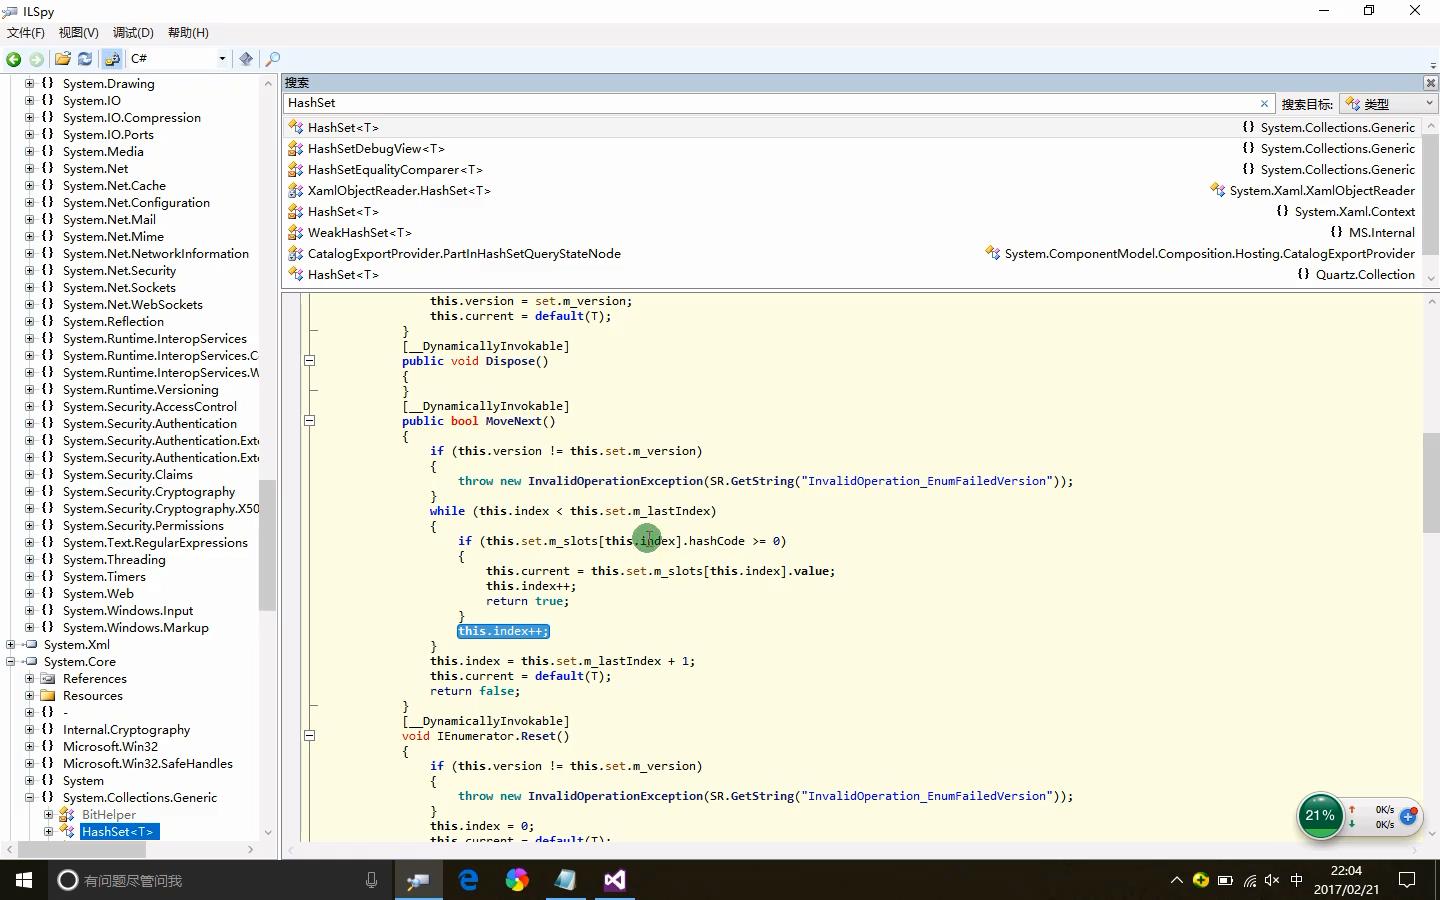 ILSpy
文件(F) 视图(V) 调试(D) 帮助(H)
C#
System.Drawing
System.IO
System.IO.Compression
System.IO.Ports
System.Media
System.Net
System.Net.Cache
System.Net.Configuration
System.Net.Mail
System.Net.Mime
System.Net.NetworkInformation
System.Net.Security
System.Net.Sockets
System.Net.WebSockets
System.Reflection
System.Runtime.InteropServices
System.Runtime.InteropServices.C
System.Runtime.InteropServices.W
System.Runtime.Versioning
System.Security.AccessControl
System.Security.Authentication
System.Security.Authentication.Exte
System.Security.Authentication.Exte
System.Security.Claims
System.Security.Cryptography
System.Security.Cryptography.X50
System.Security.Permissions
System.Text.RegularExpressions
System.Threading
System.Timers
System.Web
System.Windows.Input
System.Windows.Markup
System.Xml
System.Core
References
Resources
-
Internal.Cryptography
Microsoft.Win32
Microsoft.Win32.SafeHandles
System
System.Collections.Generic
BitHelper
HashSet<T>
搜索
HashSet 搜索目标: 类型
HashSet<T> {} System.Collections.Generic
HashSetDebugView<T> {} System.Collections.Generic
HashSetEqualityComparer<T> {} System.Collections.Generic
XamlObjectReader.HashSet<T> System.Xaml.XamlObjectReader
HashSet<T> {} System.Xaml.Context
WeakHashSet<T> {} MS.Internal
CatalogExportProvider.PartInHashSetQueryStateNode System.ComponentModel.Composition.Hosting.CatalogExportProvider
HashSet<T> {} Quartz.Collection
this.version = set.m_version;
this.current = default(T);
}
[__DynamicallyInvokable]
public void Dispose()
{
}
[__DynamicallyInvokable]
public bool MoveNext()
{
if (this.version != this.set.m_version)
{
throw new InvalidOperationException(SR.GetString("InvalidOperation_EnumFailedVersion"));
}
while (this.index < this.set.m_lastIndex)
{
if (this.set.m_slots[this.index].hashCode >= 0)
{
this.current = this.set.m_slots[this.index].value;
this.index++;
return true;
}
this.index++;
}
this.index = this.set.m_lastIndex + 1;
this.current = default(T);
return false;
}
[__DynamicallyInvokable]
void IEnumerator.Reset()
{
if (this.version != this.set.m_version)
{
throw new InvalidOperationException(SR.GetString("InvalidOperation_EnumFailedVersion"));
}
this.index = 0;
this.current = default(T);
21%
0K/s
0K/s
有问题尽管问我
中
22:04
2017/02/21